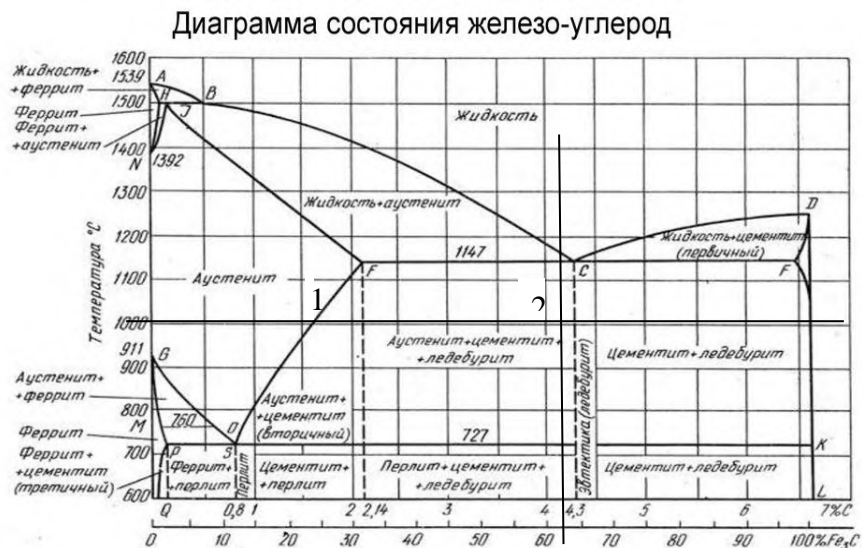 Диаграмма состояния железо-углерод
1600
1539
Жидкость+
+феррит
1500
Феррит
Феррит+
+аустенит
1400
N
1392
A
H
J
B
Жидкость
1300
Жидкость+аустенит
D
1200
Жидкость+цементит
(первичный)
1147
1100
F
C
F
Температура °С
Аустенит
1
2
1000
Аустенит+цементит+
+ледебурит
Цементит+ледебурит
Эвтектика (ледебурит)
911
G
900
Аустенит+
+феррит
Аустенит+
+цементит
(вторичный)
800
M
760
O
727
Феррит
700
P
S
K
Феррит+
+цементит
(третичный)
Феррит+
+перлит
Перлит
Цементит+
+перлит
Перлит+цементит+
+ледебурит
Цементит+ледебурит
600
L
Q 0,8 1 2 2,14 3 4 4,3 5 6 7%C
0 10 20 30 32 50 60 70 80 90 100%Fe3C